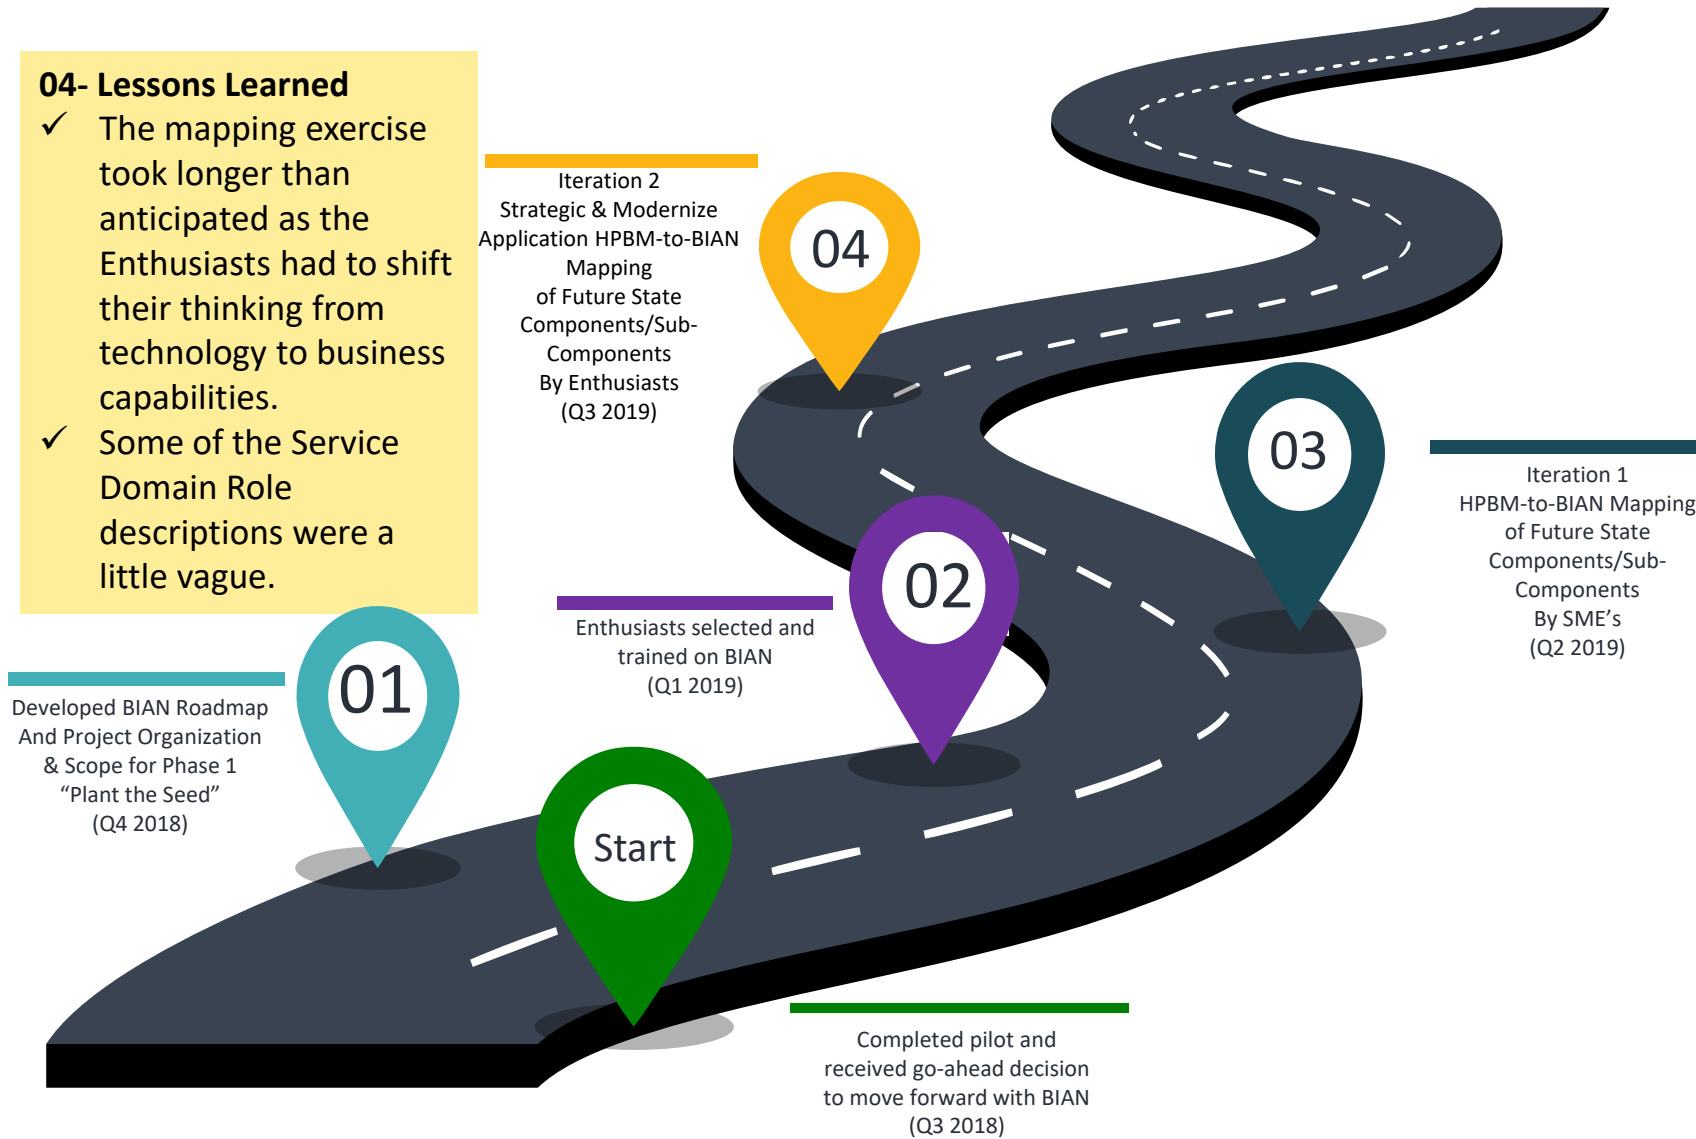 04- Lessons Learned
✓ The mapping exercise
took longer than
anticipated as the
Enthusiasts had to shift
their thinking from
technology to business
capabilities.
✓ Some of the Service
Domain Role
descriptions were a
little vague.
Iteration 2
Strategic & Modernize
Application HPBM-to-BIAN
Mapping
of Future State
Components/Sub-
Components
By Enthusiasts
(Q3 2019)
04
03
Iteration 1
HPBM-to-BIAN Mapping
of Future State
Components/Sub-
Components
By SME’s
(Q2 2019)
02
Enthusiasts selected and
trained on BIAN
(Q1 2019)
01
Developed BIAN Roadmap
And Project Organization
& Scope for Phase 1
“Plant the Seed”
(Q4 2018)
Start
Completed pilot and
received go-ahead decision
to move forward with BIAN
(Q3 2018)